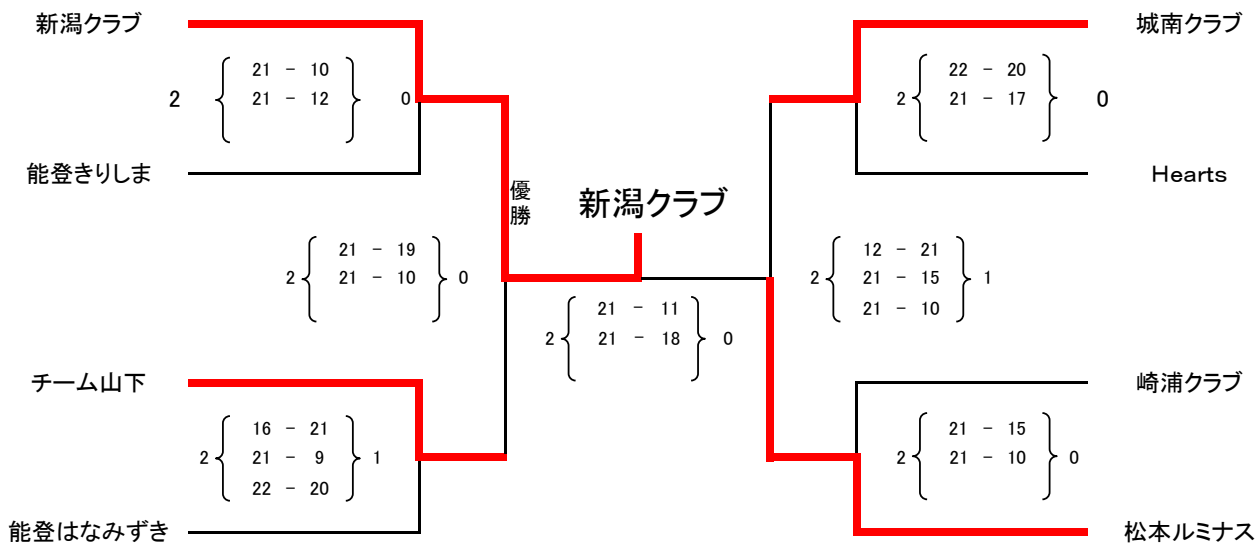 新潟クラブ
城南クラブ
21 － 10
2 21 － 12 0
22 － 20
2 21 － 17 0
能登きりしま
Hearts
優勝
新潟クラブ
21 － 19
2 21 － 10 0
12 － 21
2 21 － 15 1
21 － 10
21 － 11
2 21 － 18 0
チーム山下
崎浦クラブ
16 － 21
2 21 － 9 1
22 － 20
21 － 15
2 21 － 10 0
能登はなみずき
松本ルミナス